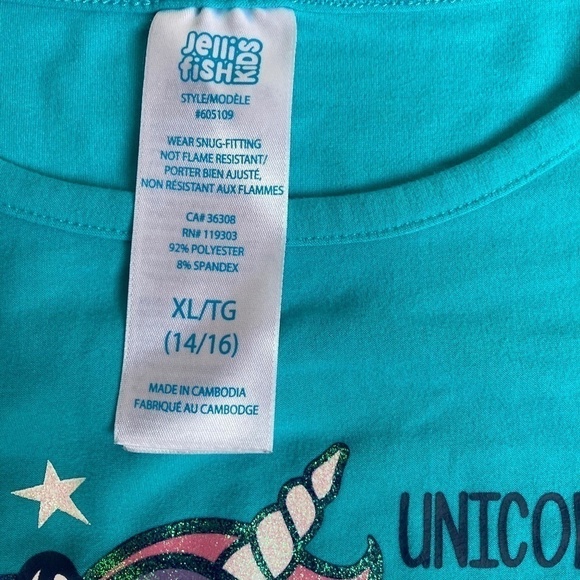 Jelli
fish KIDS
STYLE/MODÈLE
#605109
WEAR SNUG-FITTING
NOT FLAME RESISTANT/
PORTER BIEN AJUSTÉ,
NON RÉSISTANT AUX FLAMMES
CA# 36308
RN# 119303
92% POLYESTER
8% SPANDEX
XL/TG
(14/16)
MADE IN CAMBODIA
FABRIQUÉ AU CAMBODGE
UNICO